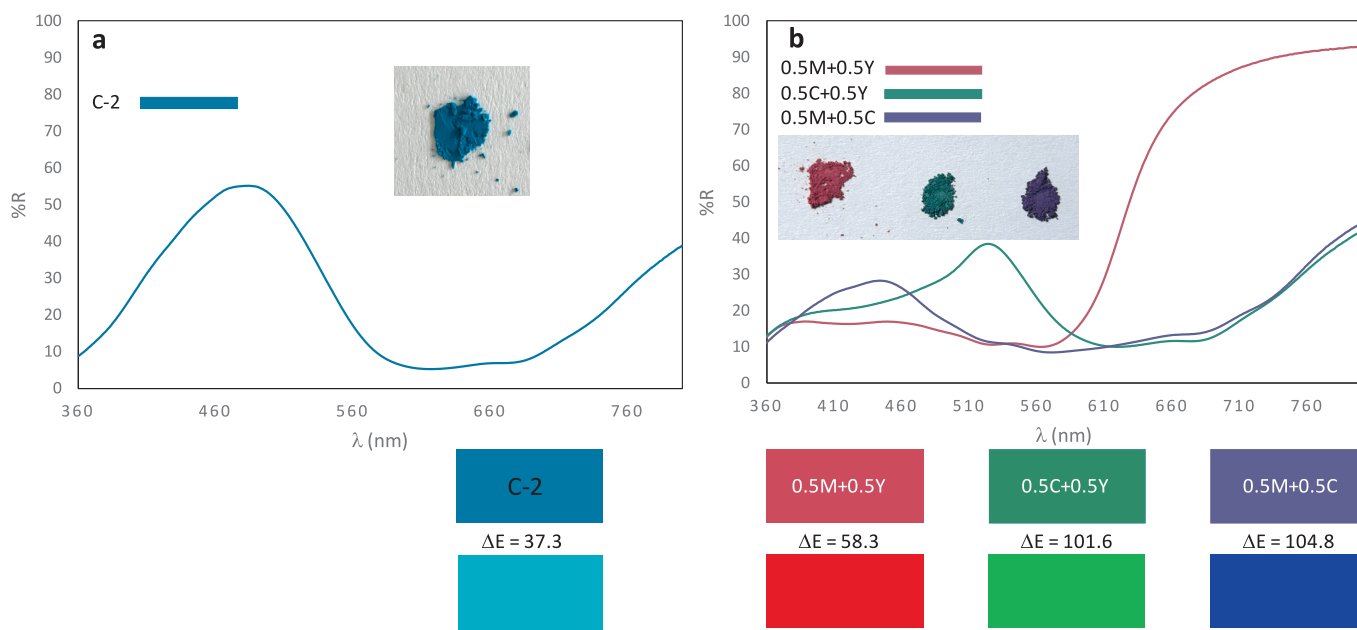 a
C-2
%R
100
90
80
70
60
50
40
30
20
10
0
360 460 560 660 760
λ (nm)
C-2
ΔE = 37.3
b
0.5M+0.5Y
0.5C+0.5Y
0.5M+0.5C
%R
100
90
80
70
60
50
40
30
20
10
0
360 410 460 510 560 610 660 710 760
λ (nm)
0.5M+0.5Y 0.5C+0.5Y 0.5M+0.5C
ΔE = 58.3 ΔE = 101.6 ΔE = 104.8